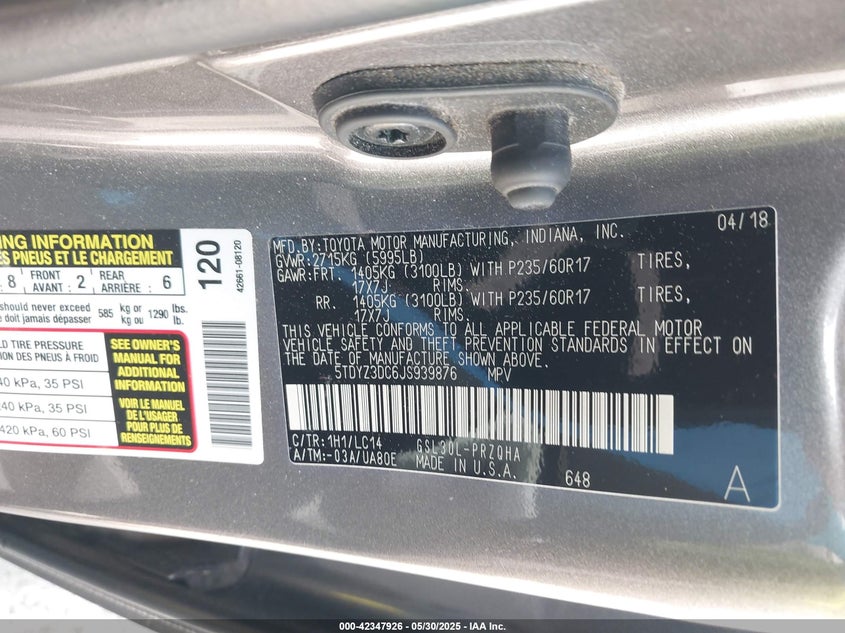 ING INFORMATION
ES PNEUS ET LE CHARGEMENT
8 FRONT AVANT : 2 REAR ARRIÈRE : 6
should never exceed 585 kg or 1290 lbs.
e doit jamais dépasser kg ou lb.
LD TIRE PRESSURE
ION DES PNEUS À FROID
40 kPa, 35 PSI
240 kPa, 35 PSI
420 kPa, 60 PSI
SEE OWNER'S
MANUAL FOR
ADDITIONAL
INFORMATION
VOIR LE MANUEL
DE L'USAGER
POUR PLUS DE
RENSEIGNEMENTS
120
42661-08120
04/18
MFD.BY:TOYOTA MOTOR MANUFACTURING, INDIANA, INC.
GVWR:2715KG (5995LB)
GAWR:FRT. 1405KG (3100LB) WITH P235/60R17 TIRES,
17X7J RIMS.
RR. 1405KG (3100LB) WITH P235/60R17 TIRES,
17X7J RIMS.
THIS VEHICLE CONFORMS TO ALL APPLICABLE FEDERAL MOTOR
VEHICLE SAFETY AND THEFT PREVENTION STANDARDS IN EFFECT ON
THE DATE OF MANUFACTURE SHOWN ABOVE.
5TDYZ3DC6JS939876 MPV
C/TR:1H1/LC14 GSL30L-PRZQHA
A/TM:-03A/UA80E MADE IN U.S.A.
648
A
000-42347926 - 05/30/2025 - IAA Inc.